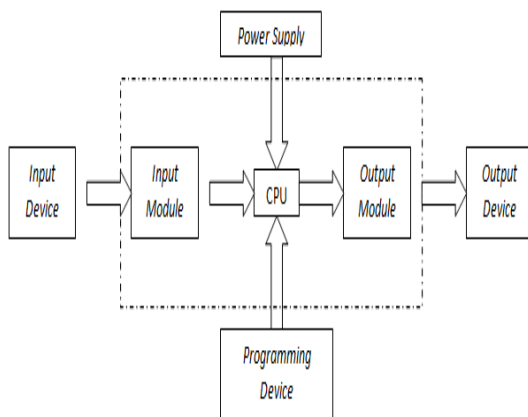 Power Supply
Input
Device
Input
Module
CPU
Output
Module
Output
Device
Programming
Device